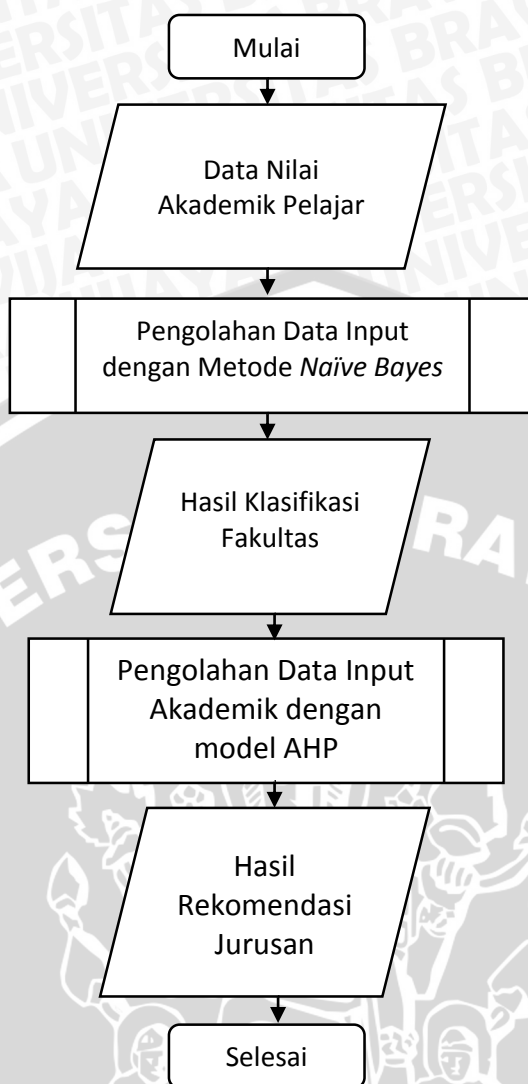 Mulai
Data Nilai
Akademik Pelajar
Pengolahan Data Input
dengan Metode Naïve Bayes
Hasil Klasifikasi
Fakultas
Pengolahan Data Input
Akademik dengan
model AHP
Hasil
Rekomendasi
Jurusan
Selesai